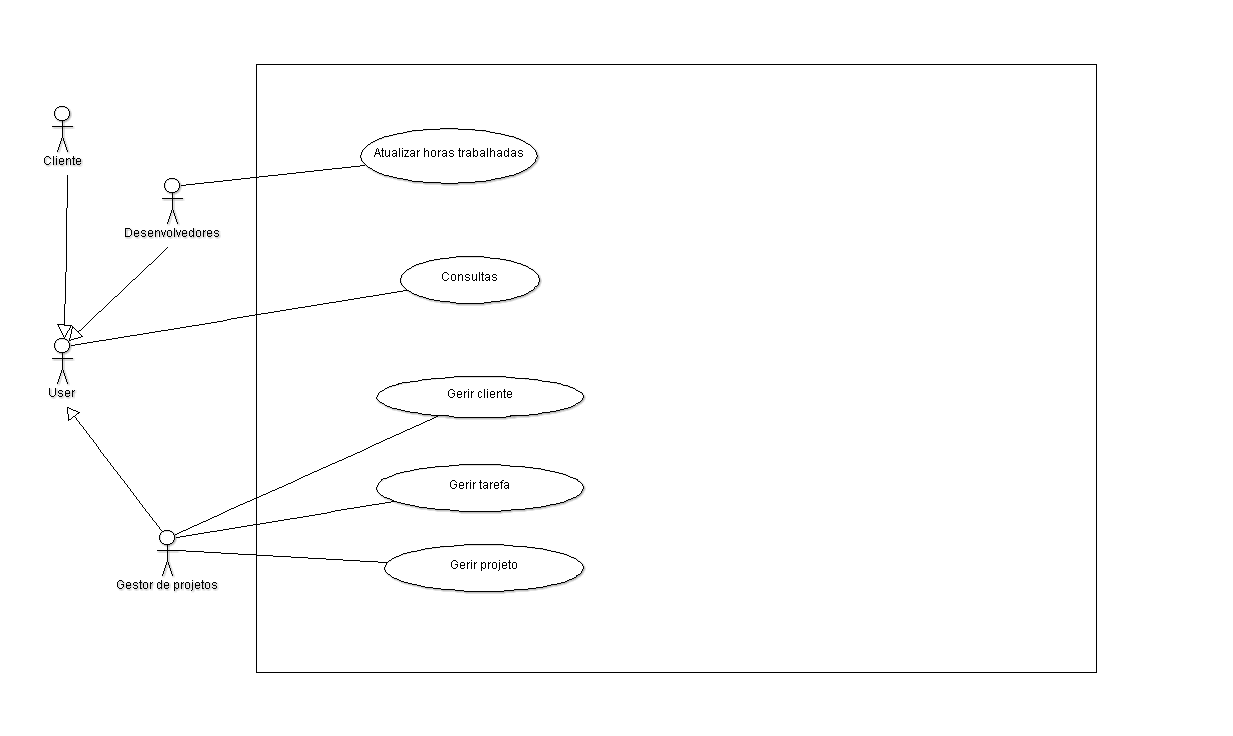 Cliente
Atualizar horas trabalhadas
Desenvolvedores
Consultas
User
Gerir cliente
Gerir tarefa
Gerir projeto
Gestor de projetos